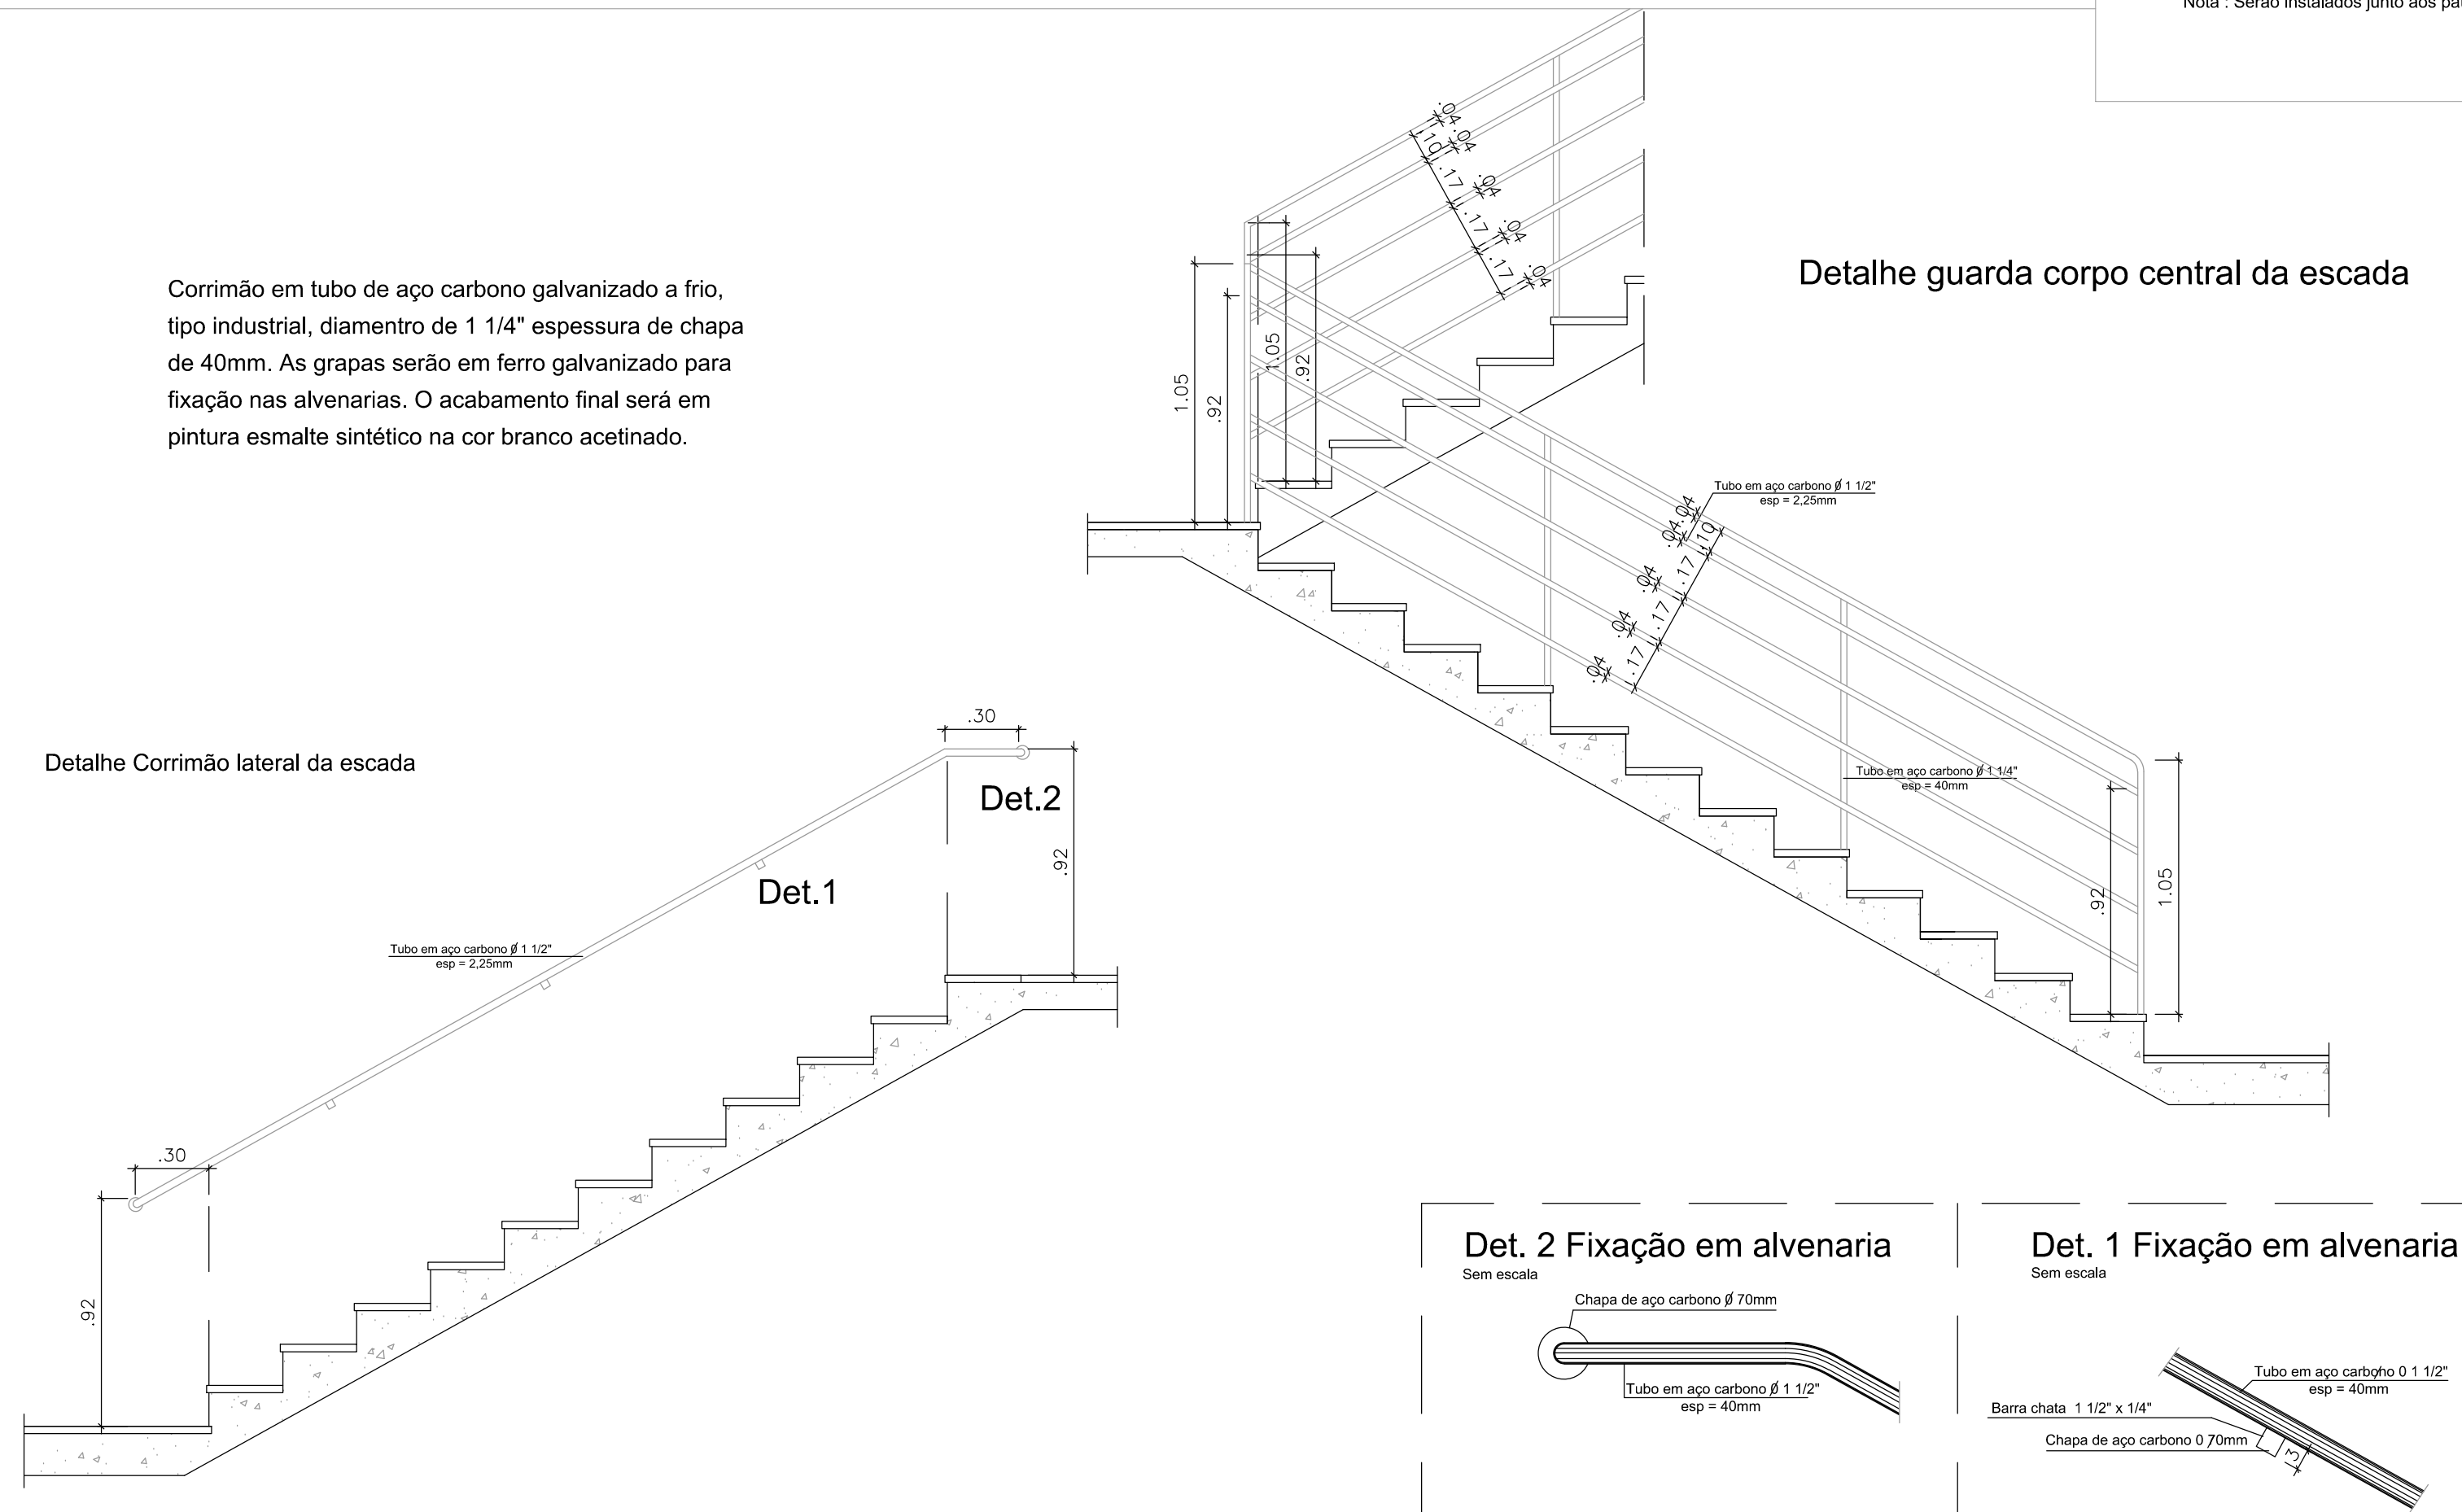 Nota : Serão instalados junto aos pa
Corrimão em tubo de aço carbono galvanizado a frio,
tipo industrial, diamentro de 1 1/4" espessura de chapa
de 40mm. As grapas serão em ferro galvanizado para
fixação nas alvenarias. O acabamento final será em
pintura esmalte sintético na cor branco acetinado.
Detalhe guarda corpo central da escada
.04
.04
.10
.17
.04
.17
.04
.17
.04
1.05
.92
1.05
.92
Tubo em aço carbono Ø 1 1/2"
esp = 2,25mm
.04
.04
.10
.17
.04
.17
.04
.17
.04
Tubo em aço carbono Ø 1 1/4"
esp = 40mm
.92
1.05
Detalhe Corrimão lateral da escada
.30
Det.2
.92
Det.1
Tubo em aço carbono Ø 1 1/2"
esp = 2,25mm
.30
.92
Det. 2 Fixação em alvenaria
Sem escala
Chapa de aço carbono Ø 70mm
Tubo em aço carbono Ø 1 1/2"
esp = 40mm
Det. 1 Fixação em alvenaria
Sem escala
Tubo em aço carbono 0 1 1/2"
esp = 40mm
Barra chata 1 1/2" x 1/4"
Chapa de aço carbono 0 70mm
3